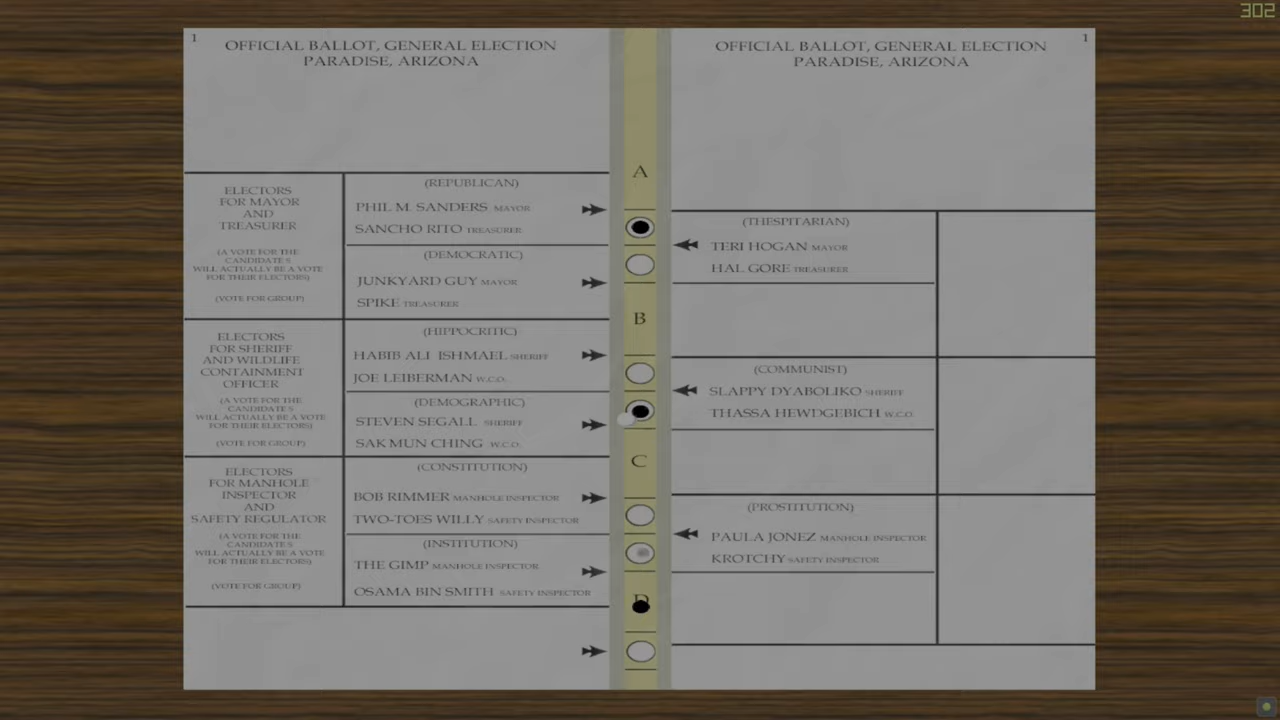 302
1
OFFICIAL BALLOT, GENERAL ELECTION
PARADISE, ARIZONA
ELECTORS
FOR MAYOR
AND
TREASURER
(A VOTE FOR THE
CANDIDATE S
WILL ACTUALLY BE A VOTE
FOR THEIR ELECTORS)
(VOTE FOR GROUP)
(REPUBLICAN)
PHIL M. SANDERS MAYOR
SANCHO RITO TREASURER
(DEMOCRATIC)
JUNKYARD GUY MAYOR
SPIKE TREASURER
ELECTORS
FOR SHERIFF
AND WILDLIFE
CONTAINMENT
OFFICER
(A VOTE FOR THE
CANDIDATE S
WILL ACTUALLY BE A VOTE
FOR THEIR ELECTORS)
(VOTE FOR GROUP)
(HIPPOCRITIC)
HABIB ALI ISHMAEL SHERIFF
JOE LEIBERMAN W.C.O.
(DEMOGRAPHIC)
STEVEN SEGALL SHERIFF
SAK MUN CHING W.C.O.
ELECTORS
FOR MANHOLE
INSPECTOR
AND
SAFETY REGULATOR
(A VOTE FOR THE
CANDIDATE S
WILL ACTUALLY BE A VOTE
FOR THEIR ELECTORS)
(VOTE FOR GROUP)
(CONSTITUTION)
BOB RIMMER MANHOLE INSPECTOR
TWO-TOES WILLY SAFETY INSPECTOR
(INSTITUTION)
THE GIMP MANHOLE INSPECTOR
OSAMA BIN SMITH SAFETY INSPECTOR
A
B
C
D
1
OFFICIAL BALLOT, GENERAL ELECTION
PARADISE, ARIZONA
(THESPITARIAN)
TERI HOGAN MAYOR
HAL GORE TREASURER
(COMMUNIST)
SLAPPY DYABOLIKO SHERIFF
THASSA HEWDGEBICH W.C.O.
(PROSTITUTION)
PAULA JONEZ MANHOLE INSPECTOR
KROTCHY SAFETY INSPECTOR